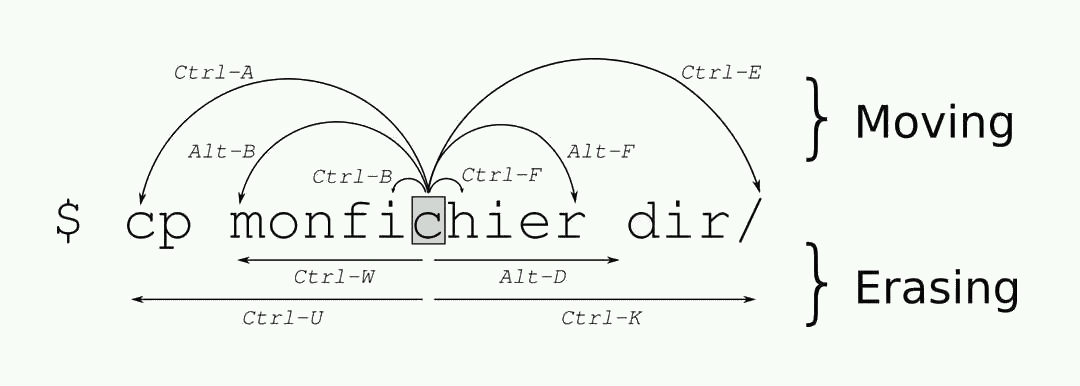 Ctrl-A
Ctrl-E
} Moving
Alt-B
Alt-F
Ctrl-B
Ctrl-F
$ cp monfichier dir/
Ctrl-W
Alt-D
} Erasing
Ctrl-U
Ctrl-K